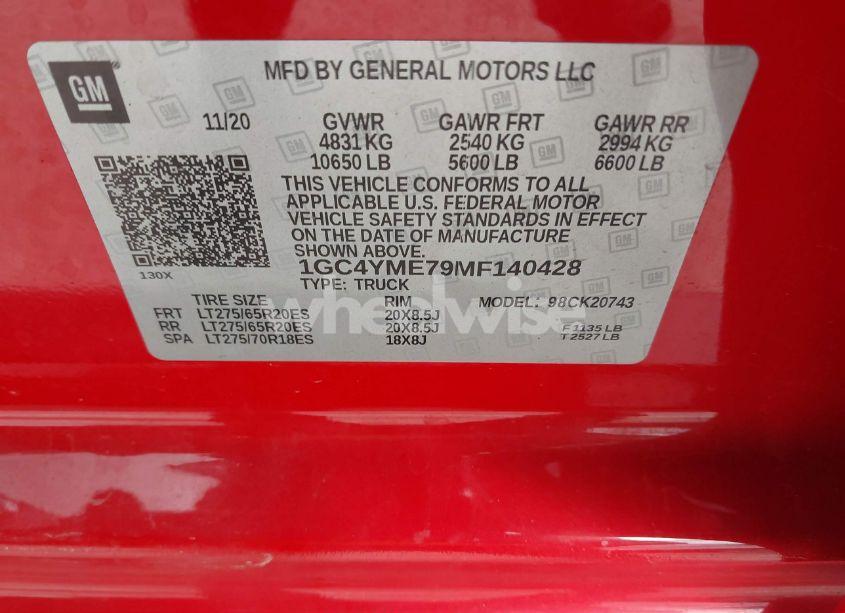 GM
MFD BY GENERAL MOTORS LLC
11/20 GVWR GAWR FRT GAWR RR
4831 KG 2540 KG 2994 KG
10650 LB 5600 LB 6600 LB
THIS VEHICLE CONFORMS TO ALL
APPLICABLE U.S. FEDERAL MOTOR
VEHICLE SAFETY STANDARDS IN EFFECT
ON THE DATE OF MANUFACTURE
SHOWN ABOVE.
130X
1GC4YME79MF140428
TYPE: TRUCK
TIRE SIZE RIM MODEL: 98CK20743
FRT LT275/65R20ES 20X8.5J
RR LT275/65R20ES 20X8.5J F 1135 LB
SPA LT275/70R18ES 18X8J T 2527 LB
wheelwise